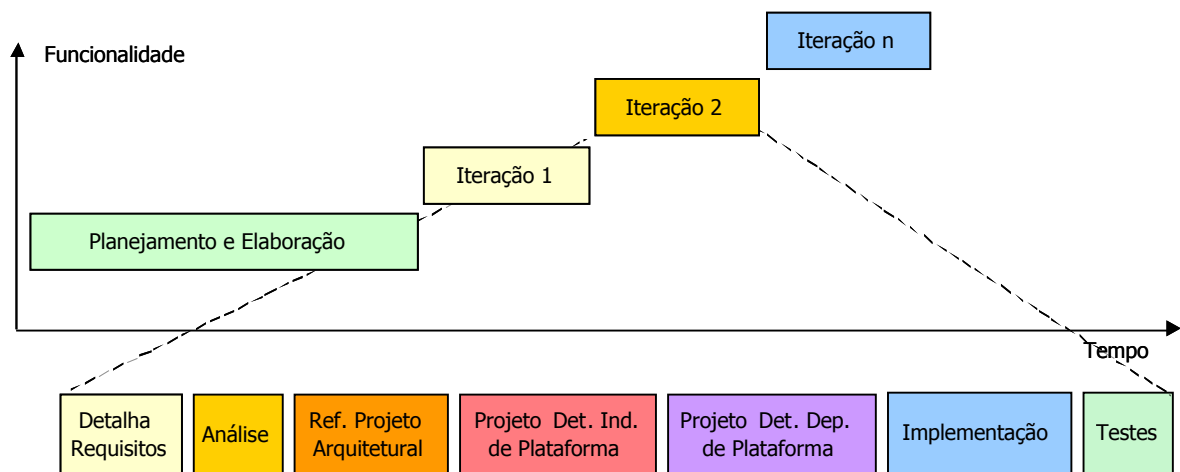 Funcionalidade
Iteração n
Iteração 2
Iteração 1
Planejamento e Elaboração
Tempo
Detalha
Requisitos
Análise
Ref. Projeto
Arquitetural
Projeto Det. Ind.
de Plataforma
Projeto Det. Dep.
de Plataforma
Implementação
Testes